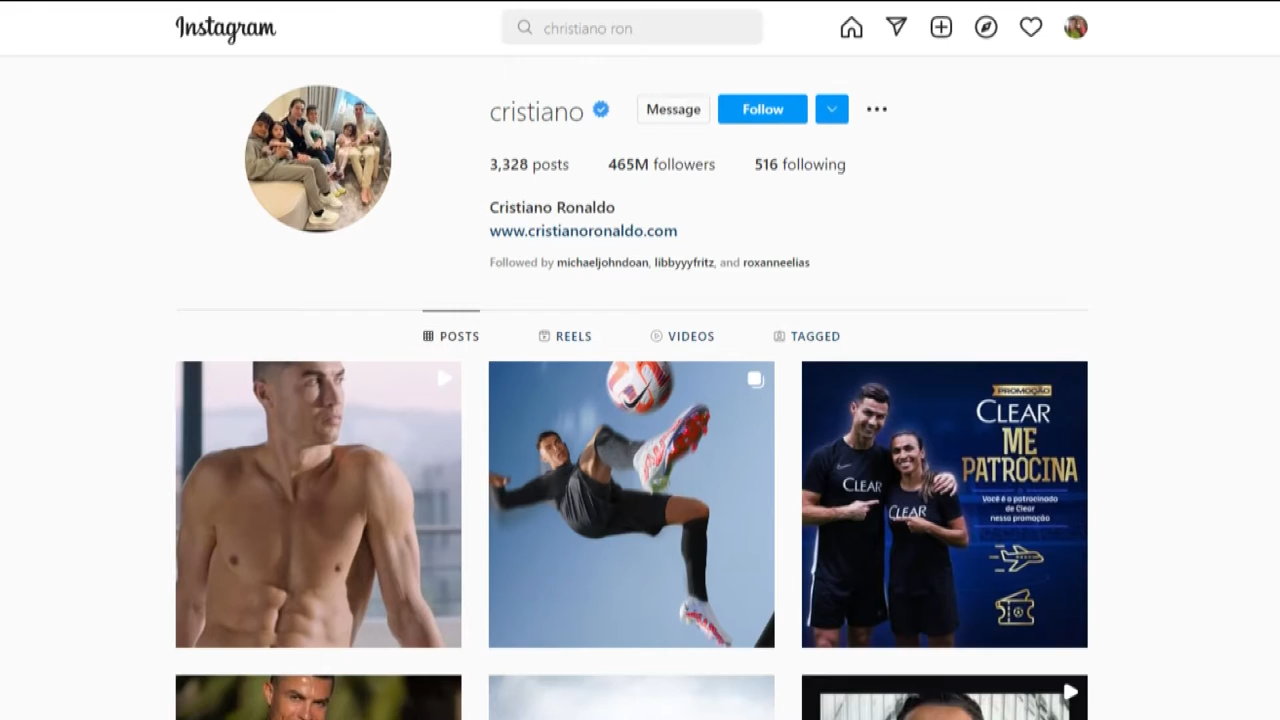 Instagram
christiano ron
cristiano
Message
Follow
3,328 posts
465M followers
516 following
Cristiano Ronaldo
www.cristianoronaldo.com
Followed by michaeljohndoan, libbyyyfritz, and roxanneelias
POSTS
REELS
VIDEOS
TAGGED
CLEAR
CLEAR
PROMOÇÃO
CLEAR
ME
PATROCINA
Você é o patrocinado
de Clear
nessa promoção